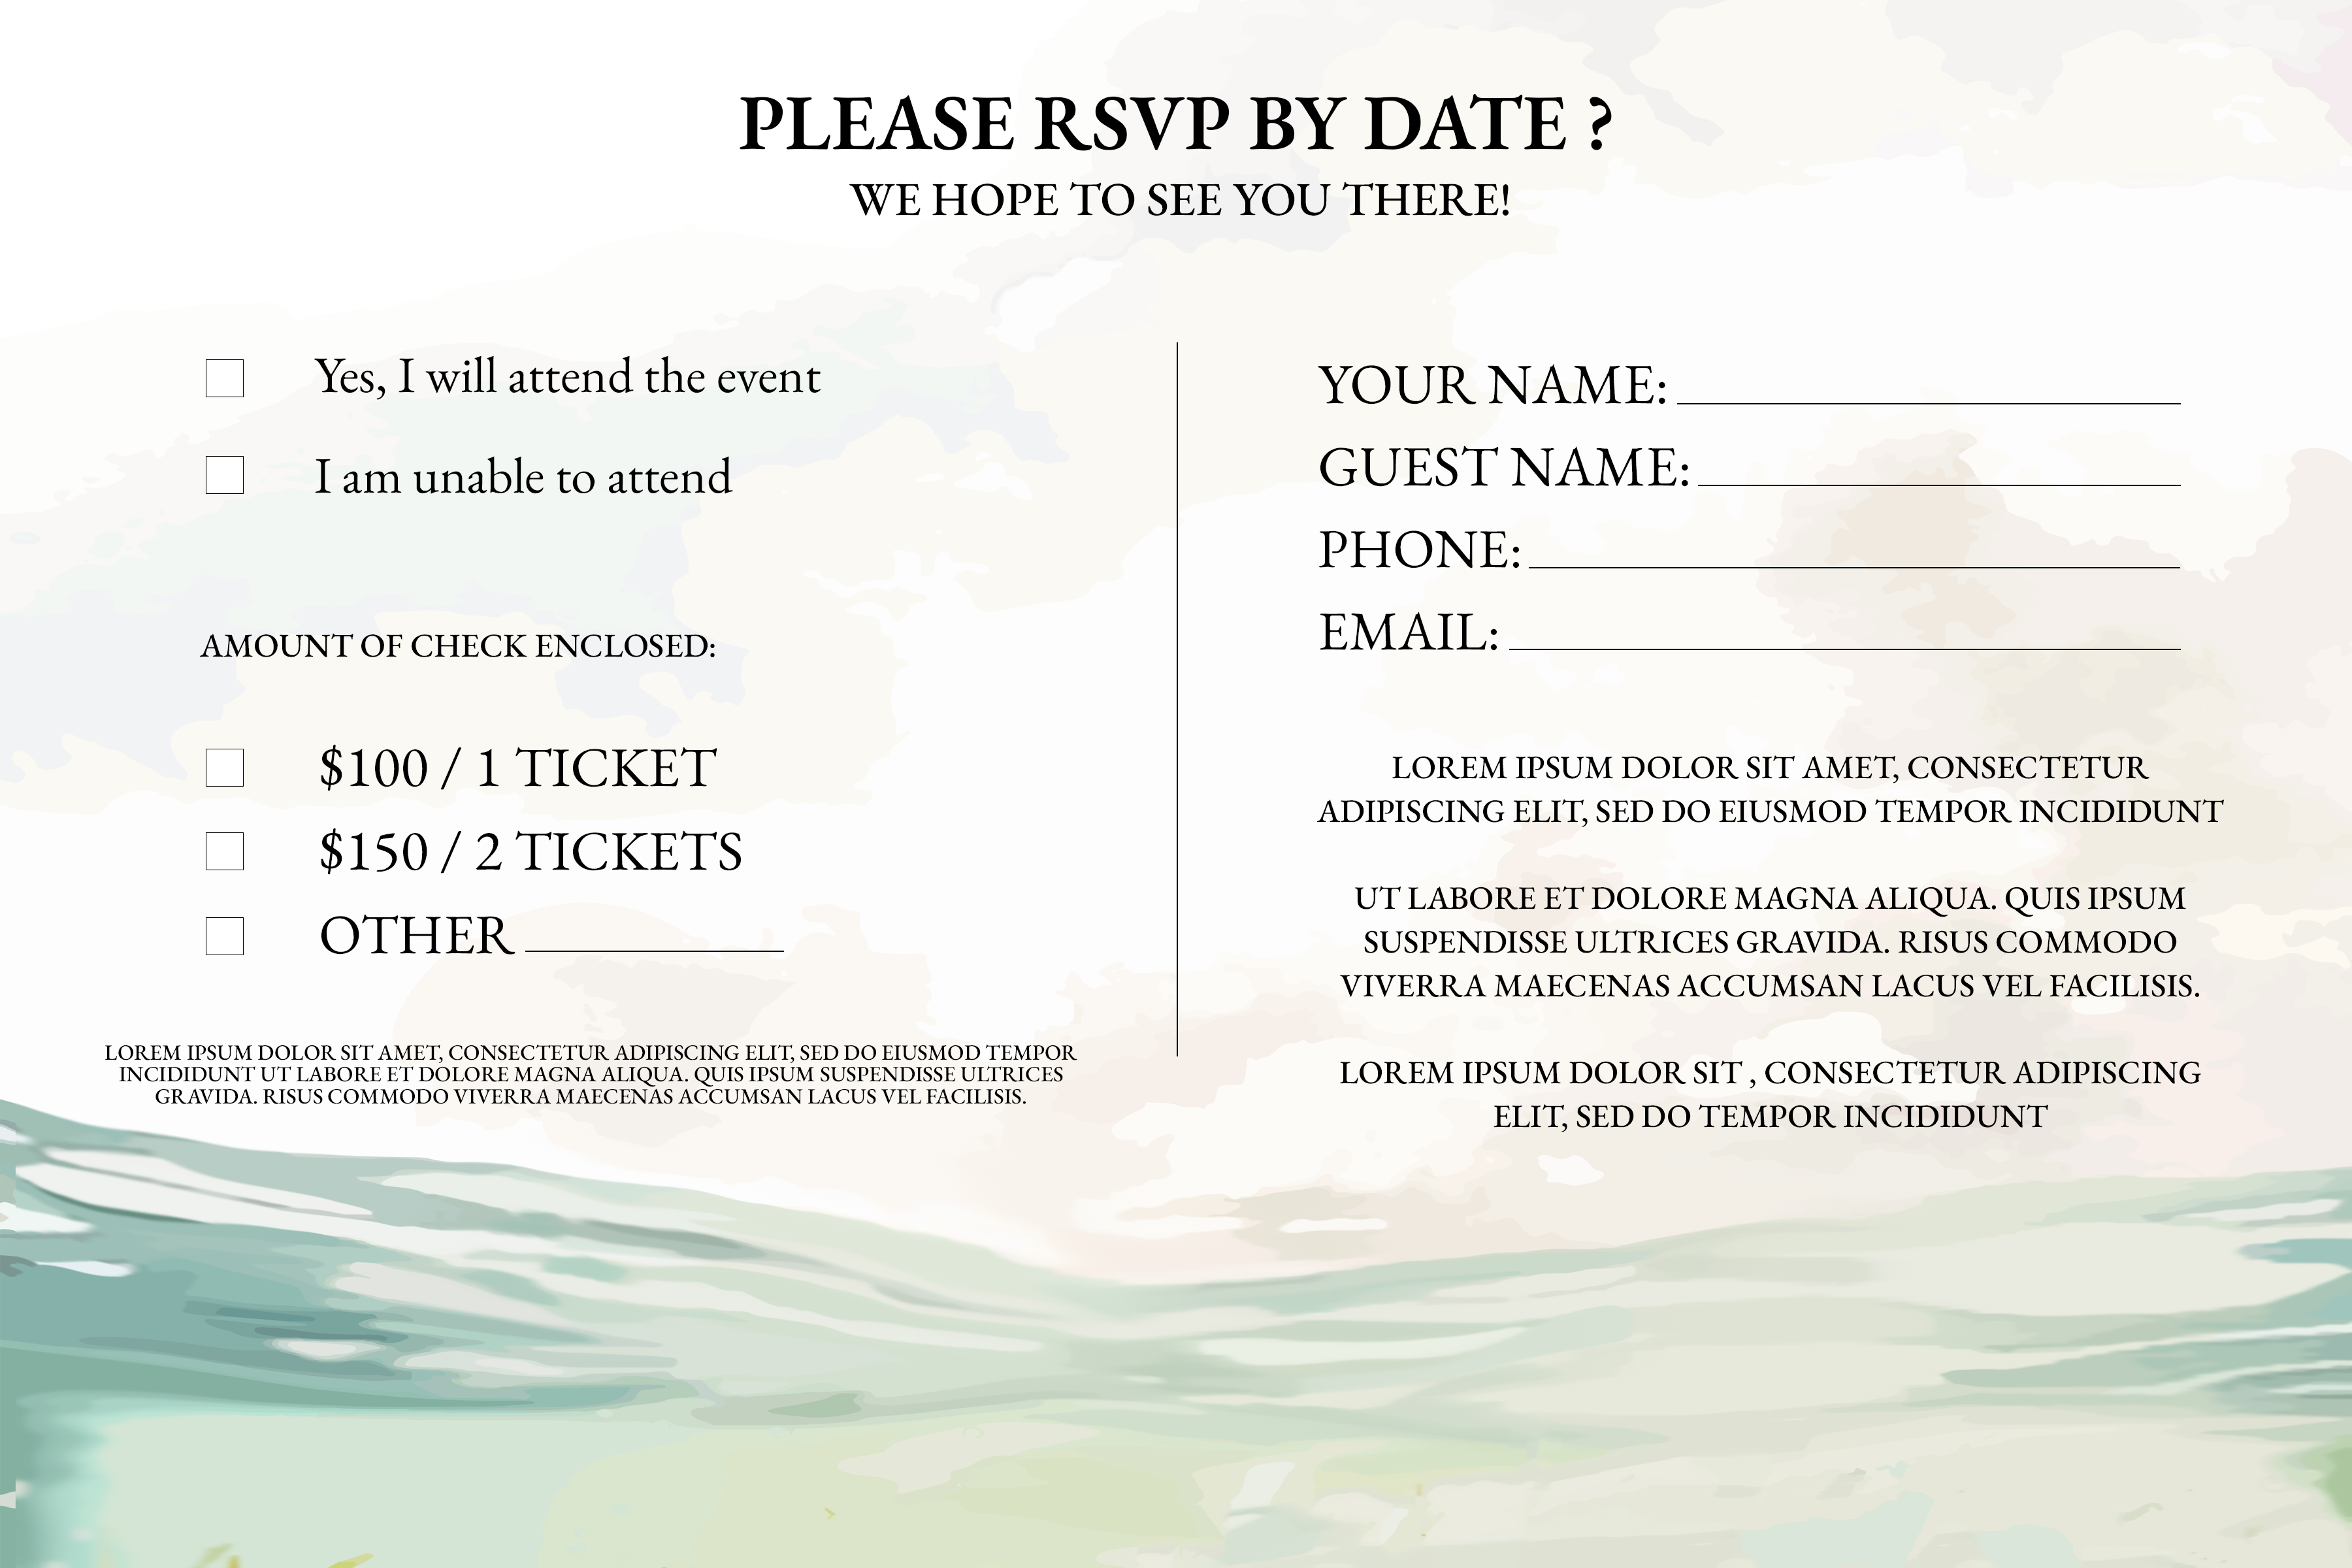 PLEASE RSVP BY DATE ?
WE HOPE TO SEE YOU THERE!
Yes, I will attend the event
I am unable to attend
AMOUNT OF CHECK ENCLOSED:
$100 / 1 TICKET
$150 / 2 TICKETS
OTHER
LOREM IPSUM DOLOR SIT AMET, CONSECTETUR ADIPISCING ELIT, SED DO EIUSMOD TEMPOR
INCIDIDUNT UT LABORE ET DOLORE MAGNA ALIQUA. QUIS IPSUM SUSPENDISSE ULTRICES
GRAVIDA. RISUS COMMODO VIVERRA MAECENAS ACCUMSAN LACUS VEL FACILISIS.
YOUR NAME:
GUEST NAME:
PHONE:
EMAIL:
LOREM IPSUM DOLOR SIT AMET, CONSECTETUR
ADIPISCING ELIT, SED DO EIUSMOD TEMPOR INCIDIDUNT
UT LABORE ET DOLORE MAGNA ALIQUA. QUIS IPSUM
SUSPENDISSE ULTRICES GRAVIDA. RISUS COMMODO
VIVERRA MAECENAS ACCUMSAN LACUS VEL FACILISIS.
LOREM IPSUM DOLOR SIT , CONSECTETUR ADIPISCING
ELIT, SED DO TEMPOR INCIDIDUNT